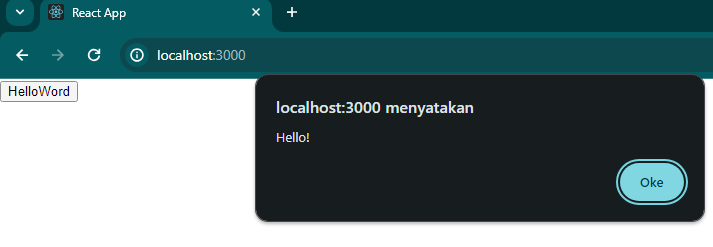 React App
localhost:3000
HelloWord
localhost:3000 menyatakan
Hello!
Oke